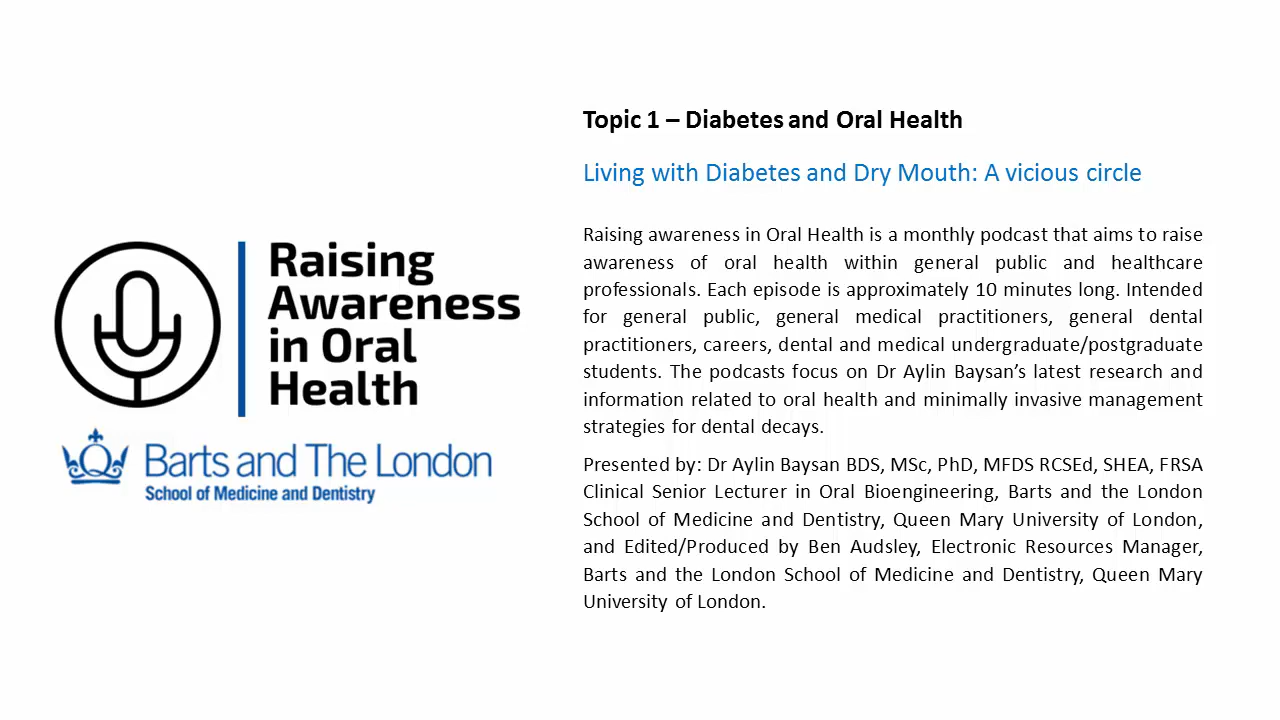 Raising
Awareness
in Oral
Health
Barts and The London
School of Medicine and Dentistry
Topic 1 – Diabetes and Oral Health
Living with Diabetes and Dry Mouth: A vicious circle
Raising awareness in Oral Health is a monthly podcast that aims to raise
awareness of oral health within general public and healthcare
professionals. Each episode is approximately 10 minutes long. Intended
for general public, general medical practitioners, general dental
practitioners, careers, dental and medical undergraduate/postgraduate
students. The podcasts focus on Dr Aylin Baysan’s latest research and
information related to oral health and minimally invasive management
strategies for dental decays.
Presented by: Dr Aylin Baysan BDS, MSc, PhD, MFDS RCSEd, SHEA, FRSA
Clinical Senior Lecturer in Oral Bioengineering, Barts and the London
School of Medicine and Dentistry, Queen Mary University of London,
and Edited/Produced by Ben Audsley, Electronic Resources Manager,
Barts and the London School of Medicine and Dentistry, Queen Mary
University of London.